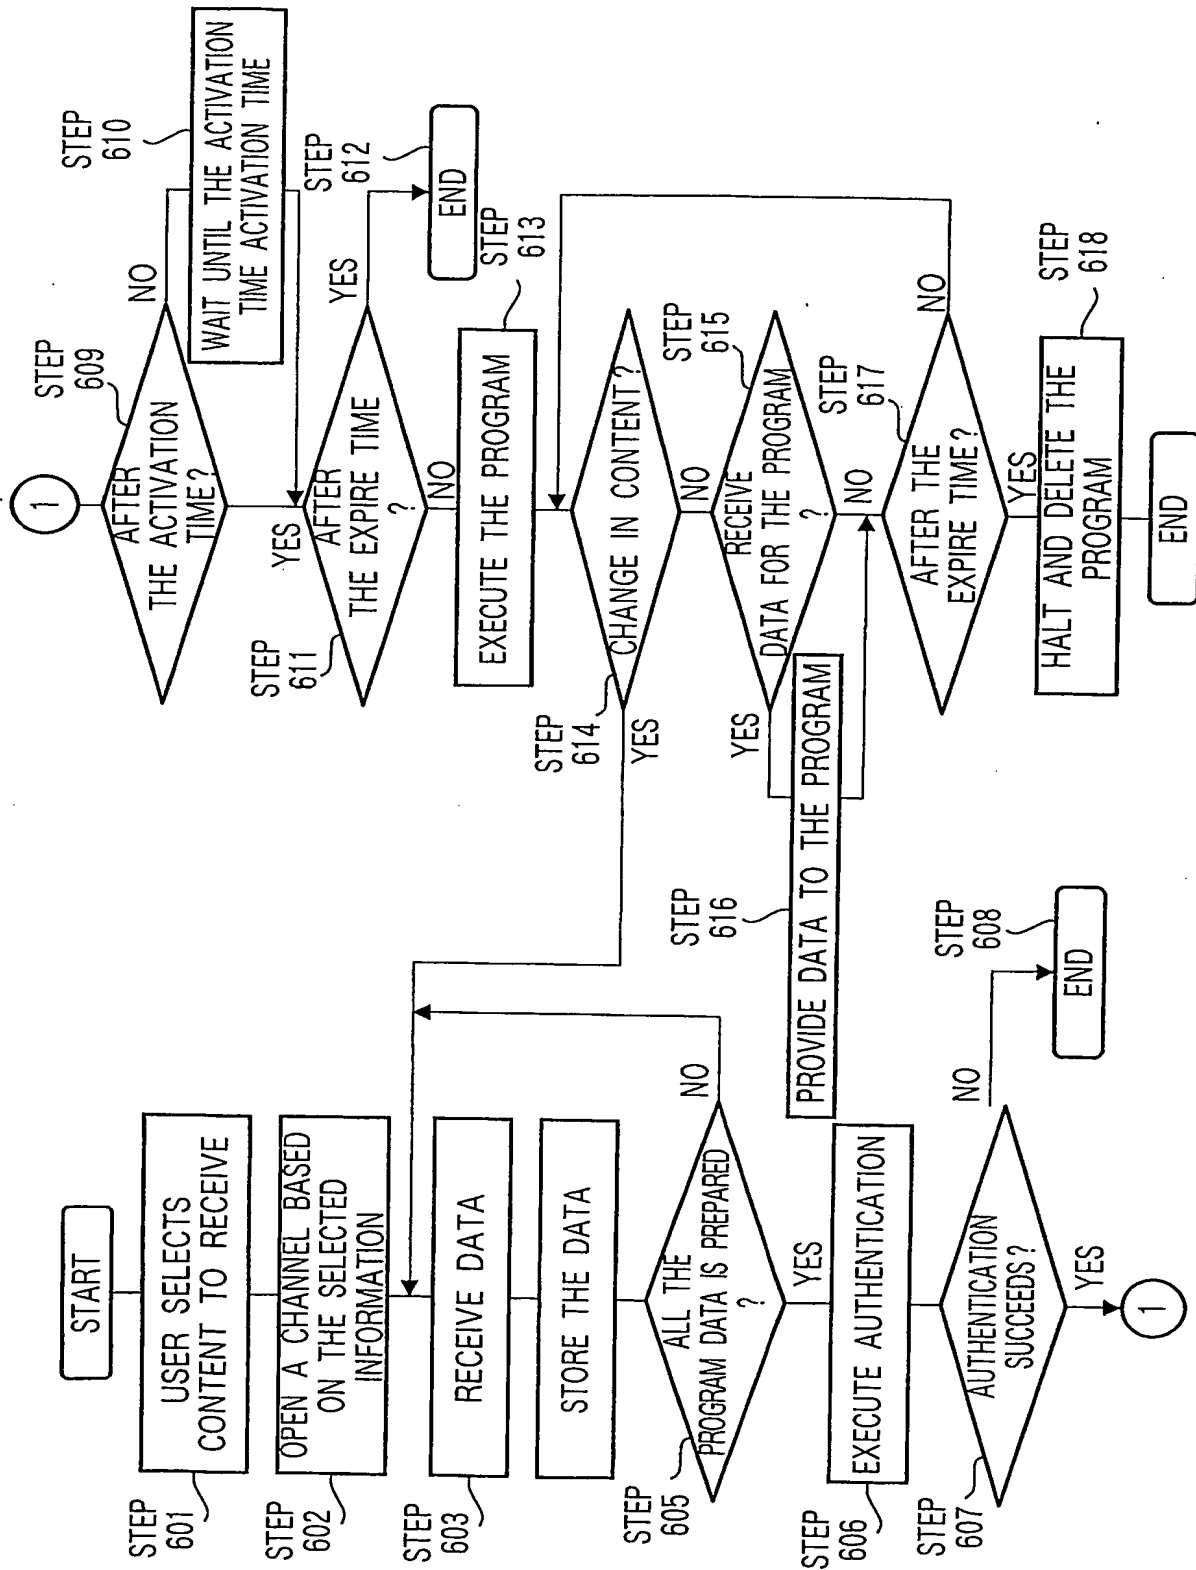 START
USER SELECTS
CONTENT TO RECEIVE
STEP
601
OPEN A CHANNEL BASED
ON THE SELECTED
INFORMATION
STEP
602
RECEIVE DATA
STEP
603
STORE THE DATA
ALL THE
PROGRAM DATA IS PREPARED
?
STEP
605
NO
YES
EXECUTE AUTHENTICATION
STEP
606
AUTHENTICATION
SUCCEEDS?
STEP
607
NO
STEP
608
END
YES
1
1
AFTER
THE ACTIVATION
TIME?
STEP
609
NO
STEP
610
WAIT UNTIL THE ACTIVATION
TIME ACTIVATION TIME
YES
AFTER
THE EXPIRE TIME
?
STEP
611
YES
STEP
612
END
NO
EXECUTE THE PROGRAM
STEP
613
CHANGE IN CONTENT?
STEP
614
YES
NO
RECEIVE
DATA FOR THE PROGRAM
?
STEP
615
YES
STEP
616
PROVIDE DATA TO THE PROGRAM
NO
AFTER THE
EXPIRE TIME?
STEP
617
NO
YES
HALT AND DELETE THE
PROGRAM
STEP
618
END